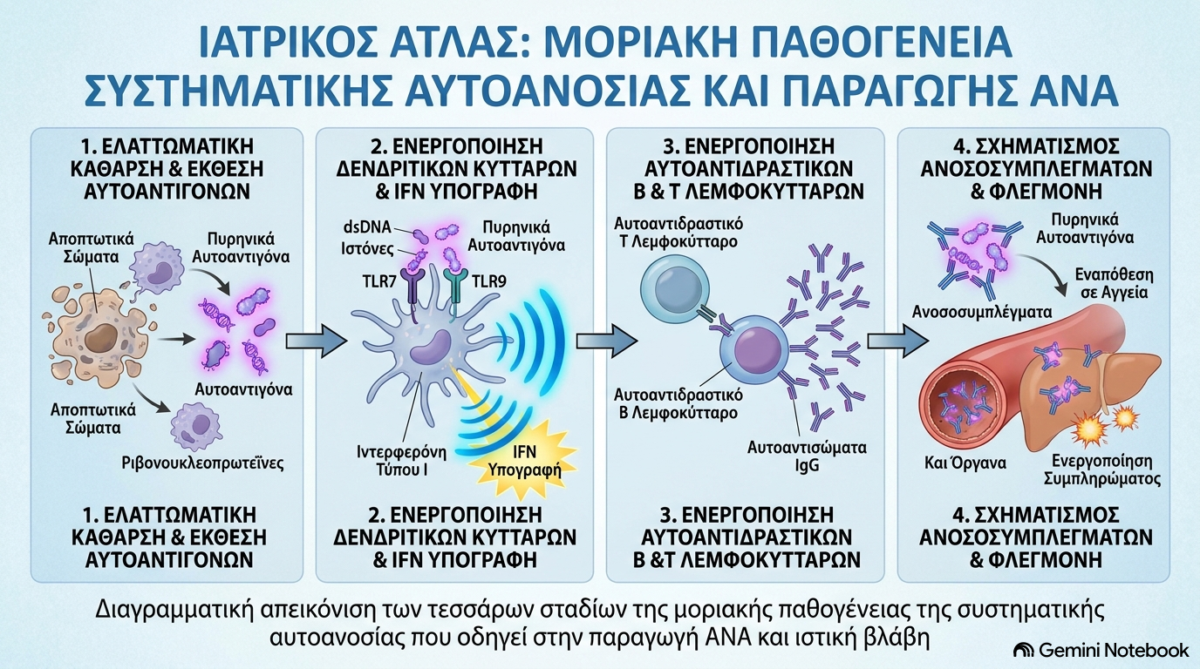 ΙΑΤΡΙΚΟΣ ΑΤΛΑΣ: ΜΟΡΙΑΚΗ ΠΑΘΟΓΕΝΕΙΑ
ΣΥΣΤΗΜΑΤΙΚΗΣ ΑΥΤΟΑΝΟΣΙΑΣ ΚΑΙ ΠΑΡΑΓΩΓΗΣ ΑΝΑ
1. ΕΛΑΤΤΩΜΑΤΙΚΗ
ΚΑΘΑΡΣΗ & ΕΚΘΕΣΗ
ΑΥΤΟΑΝΤΙΓΟΝΩΝ
Αποπτωτικά
Σώματα
Πυρηνικά
Αυτοαντιγόνα
Αυτοαντιγόνα
Αποπτωτικά
Σώματα
Ριβονουκλεοπρωτεΐνες
1. ΕΛΑΤΤΩΜΑΤΙΚΗ
ΚΑΘΑΡΣΗ & ΕΚΘΕΣΗ
ΑΥΤΟΑΝΤΙΓΟΝΩΝ
2. ΕΝΕΡΓΟΠΟΙΗΣΗ
ΔΕΝΔΡΙΤΙΚΩΝ ΚΥΤΤΑΡΩΝ
& IFN ΥΠΟΓΡΑΦΗ
dsDNA
Ιστόνες
Πυρηνικά
Αυτοαντιγόνα
TLR7
TLR9
Ιντερφερόνη
Τύπου Ι
IFN
Υπογραφή
2. ΕΝΕΡΓΟΠΟΙΗΣΗ
ΔΕΝΔΡΙΤΙΚΩΝ ΚΥΤΤΑΡΩΝ
& IFN ΥΠΟΓΡΑΦΗ
3. ΕΝΕΡΓΟΠΟΙΗΣΗ
ΑΥΤΟΑΝΤΙΔΡΑΣΤΙΚΩΝ
Β & Τ ΛΕΜΦΟΚΥΤΤΑΡΩΝ
Αυτοαντιδραστικό
Τ Λεμφοκύτταρο
Αυτοαντιδραστικό
Β Λεμφοκύτταρο
Αυτοαντισώματα
IgG
3. ΕΝΕΡΓΟΠΟΙΗΣΗ
ΑΥΤΟΑΝΤΙΔΡΑΣΤΙΚΩΝ
Β &Τ ΛΕΜΦΟΚΥΤΤΑΡΩΝ
4. ΣΧΗΜΑΤΙΣΜΟΣ
ΑΝΟΣΟΣΥΜΠΛΕΓΜΑΤΩΝ
& ΦΛΕΓΜΟΝΗ
Πυρηνικά
Αυτοαντιγόνα
Εναπόθεση
σε Αγγεία
Ανοσοσυμπλέγματα
Και Όργανα
Ενεργοποίηση
Συμπληρώματος
4. ΣΧΗΜΑΤΙΣΜΟΣ
ΑΝΟΣΟΣΥΜΠΛΕΓΜΑΤΩΝ
& ΦΛΕΓΜΟΝΗ
Διαγραμματική απεικόνιση των τεσσάρων σταδίων της μοριακής παθογένειας της συστηματικής
αυτοανοσίας που οδηγεί στην παραγωγή ΑΝΑ και ιστική βλάβη
Gemini Notebook